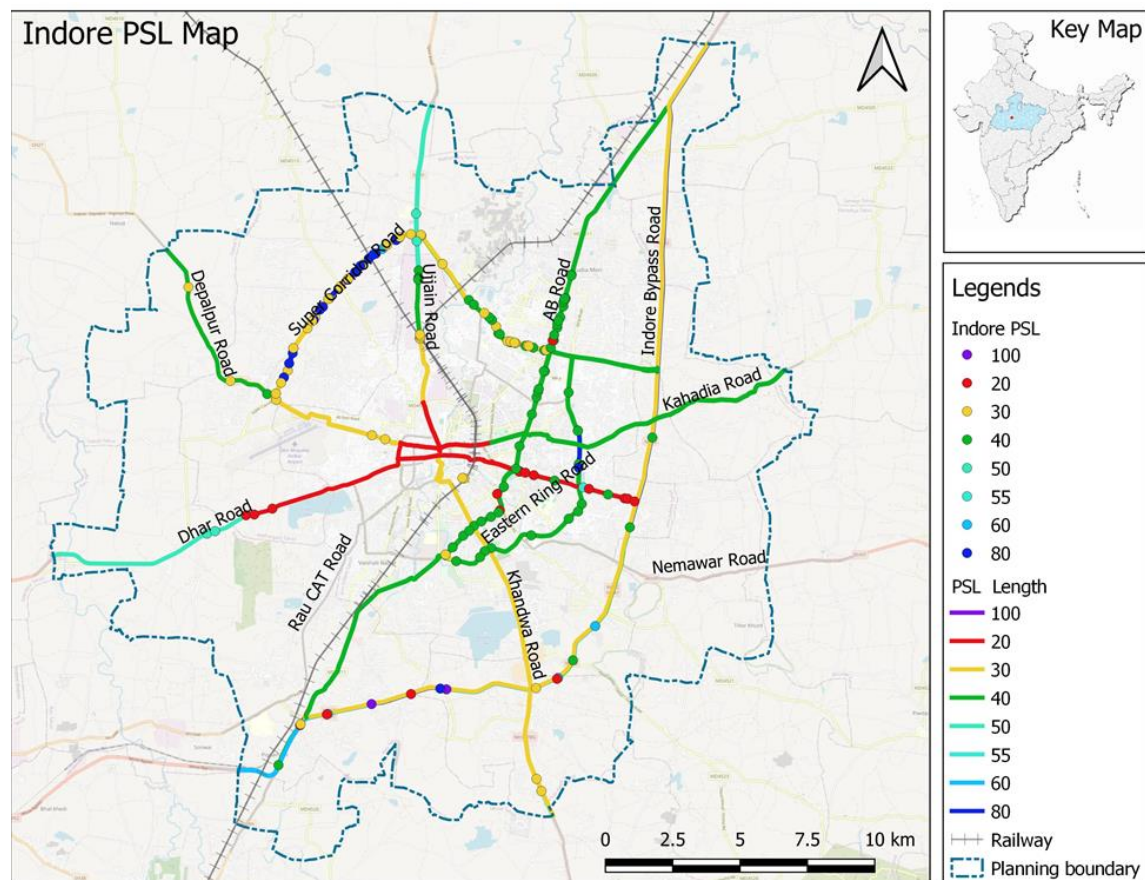 Indore PSL Map
Key Map
Depalpur Road
Super Corridor Road
Ujjain Road
AB Road
Indore Bypass Road
Kahadia Road
Dhar Road
Eastern Ring Road
Rau CAT Road
Khandwa Road
Nemawar Road
0 2.5 5 7.5 10 km
Legends
Indore PSL
100
20
30
40
50
55
60
80
PSL Length
100
20
30
40
50
55
60
80
Railway
Planning boundary